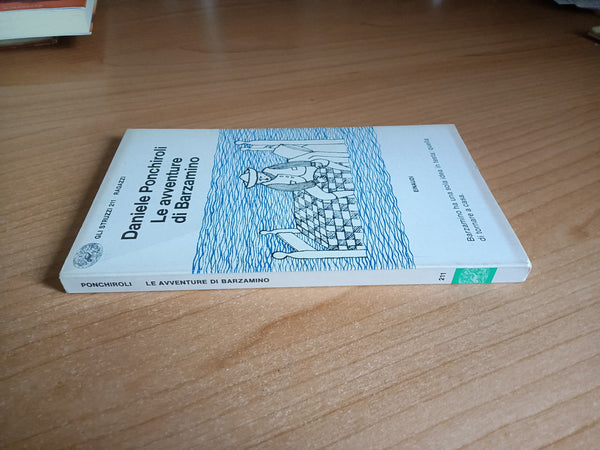 GLI STRUZZI 211 RAGAZZI
Daniele Ponchiroli
Le avventure
di Barzamino
EINAUDI
Barzamino ha una sola idea in testa: quella
di tornare a casa.
PONCHIROLI LE AVVENTURE DI BARZAMINO 211